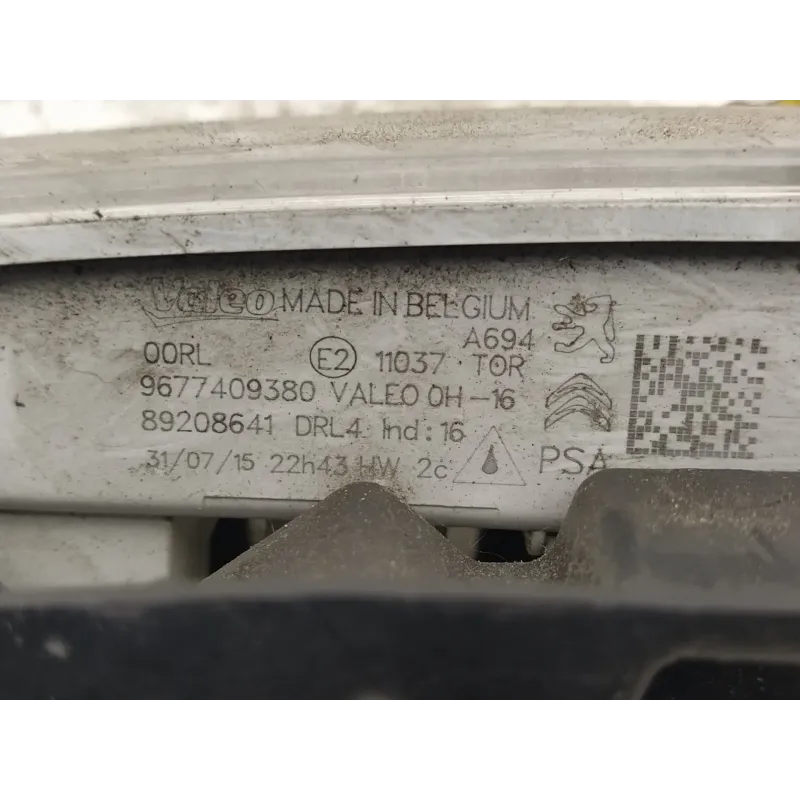 Valeo MADE IN BELGIUM
A694
00RL E2 11037 TOR
9677409380 VALEO OH-16
89208641 DRL4 Ind: 16
31/07/15 22h43 HW 2c PSA